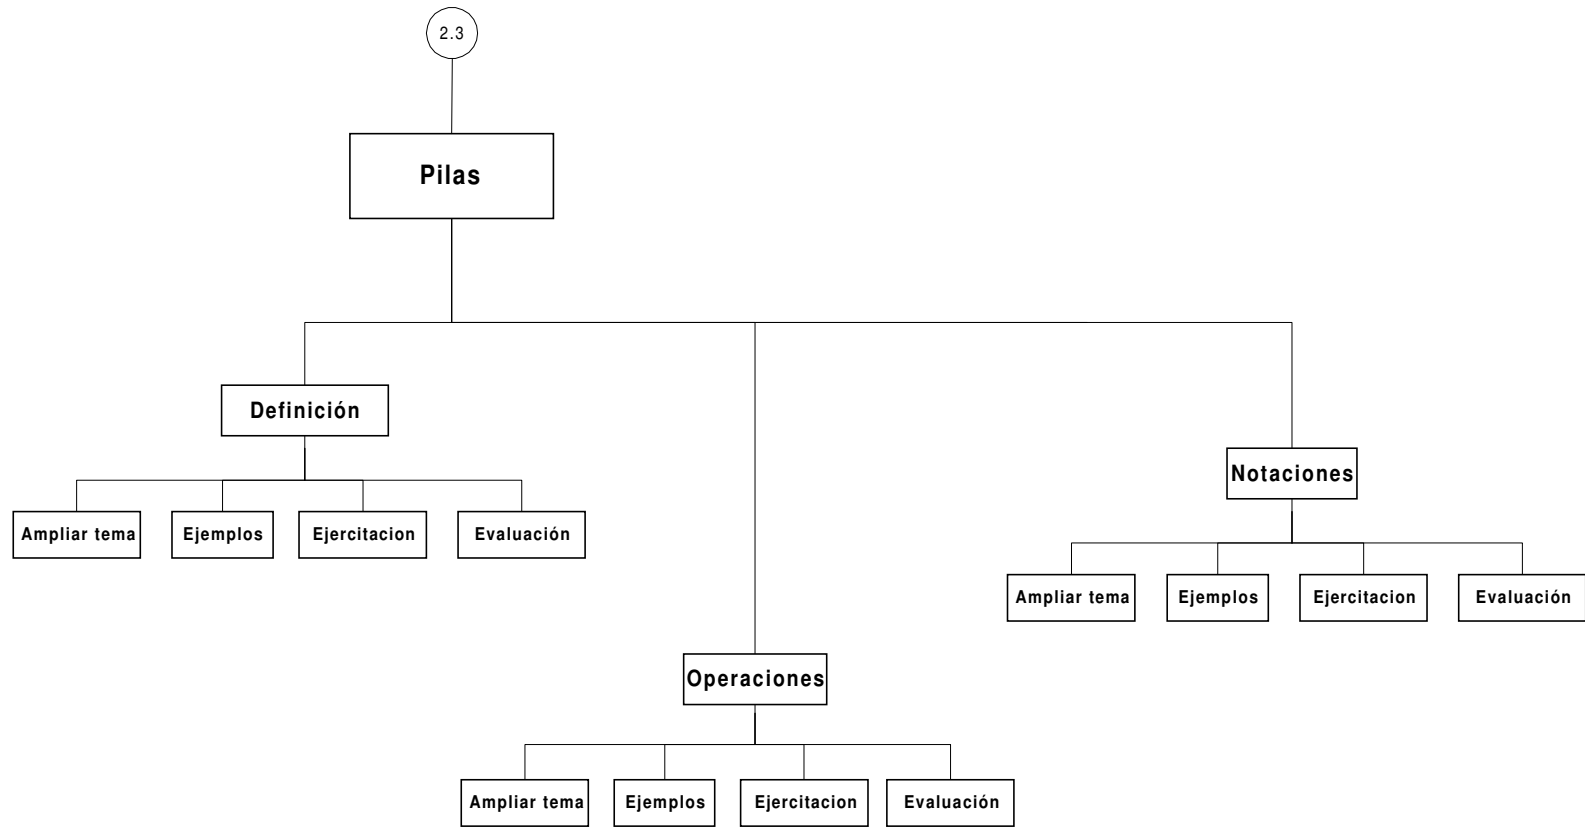 2.3
Pilas
Definición
Ampliar tema
Ejemplos
Ejercitacion
Evaluación
Notaciones
Ampliar tema
Ejemplos
Ejercitacion
Evaluación
Operaciones
Ampliar tema
Ejemplos
Ejercitacion
Evaluación